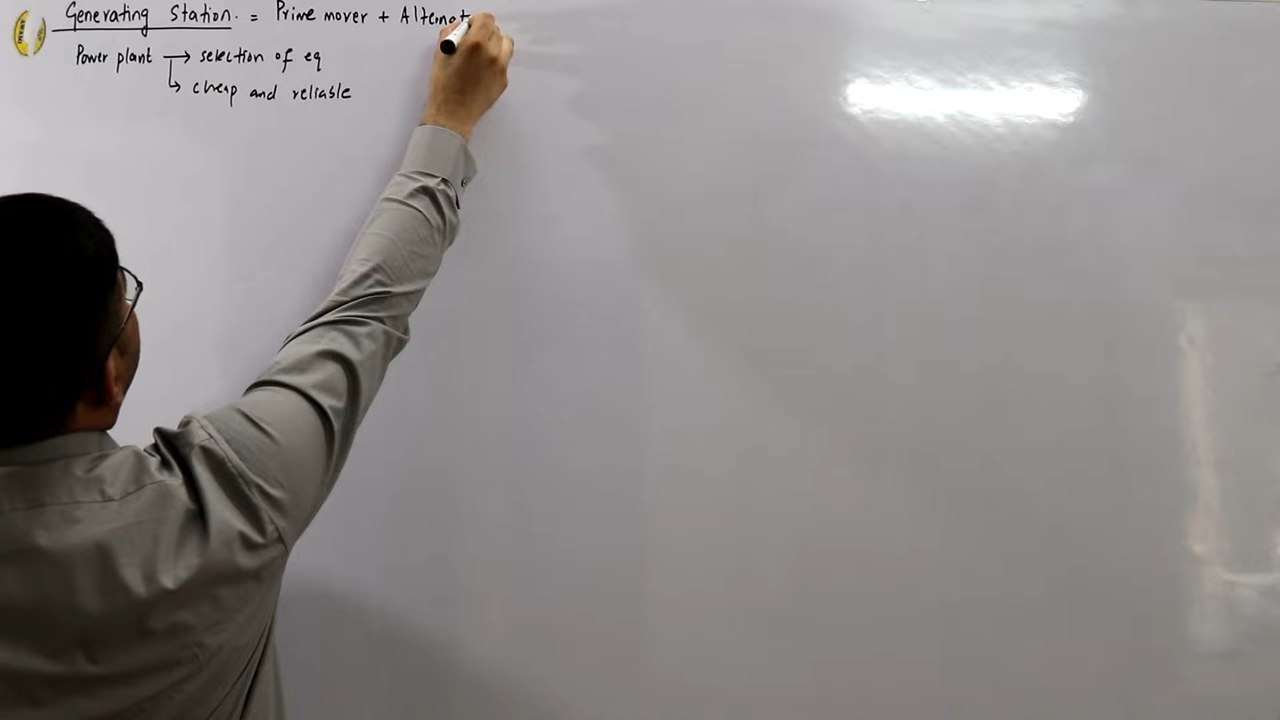 Generating Station. = Prime mover + Alternat
Power plant → selection of eq
↳ cheap and reliable